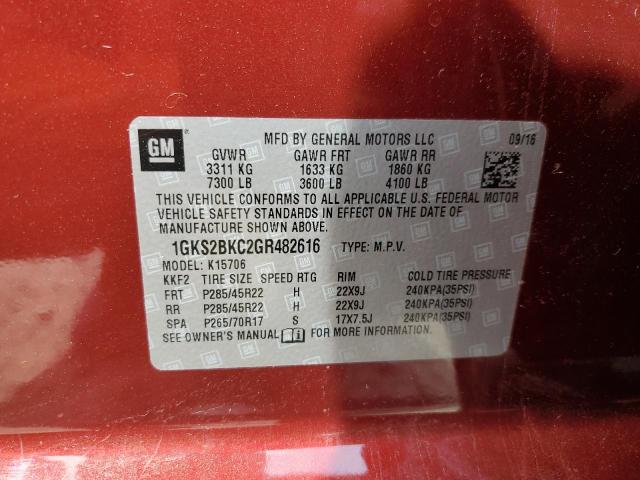 GM
MFD BY GENERAL MOTORS LLC 09/16
GVWR GAWR FRT GAWR RR
3311 KG 1633 KG 1860 KG
7300 LB 3600 LB 4100 LB
THIS VEHICLE CONFORMS TO ALL APPLICABLE U.S. FEDERAL MOTOR
VEHICLE SAFETY STANDARDS IN EFFECT ON THE DATE OF
MANUFACTURE SHOWN ABOVE.
1GKS2BKC2GR482616 TYPE: M.P.V.
MODEL: K15706
KKF2 TIRE SIZE SPEED RTG RIM COLD TIRE PRESSURE
FRT P285/45R22 H 22X9J 240KPA(35PSI)
RR P285/45R22 H 22X9J 240KPA(35PSI)
SPA P265/70R17 S 17X7.5J 240KPA(35PSI)
SEE OWNER'S MANUAL FOR MORE INFORMATION